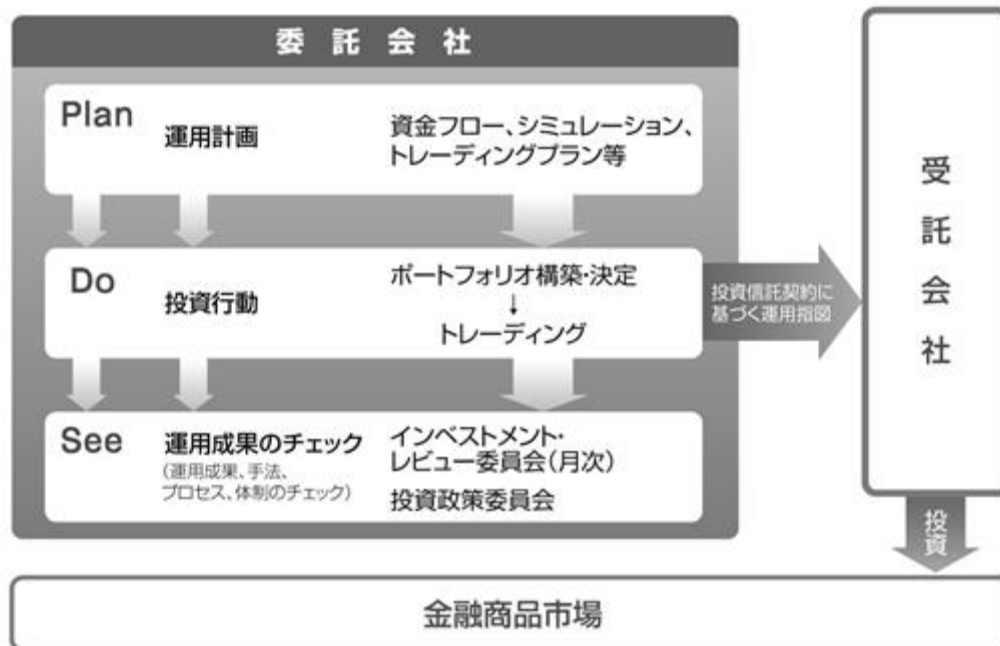 委託会社
Plan
運用計画
資金フロー、シミュレーション、
トレーディングプラン等
Do
投資行動
ポートフォリオ構築・決定
↓
トレーディング
See
運用成果のチェック
(運用成果、手法、
プロセス、体制のチェック)
インベストメント・
レビュー委員会(月次)
投資政策委員会
投資信託契約に
基づく運用指図
受託会社
投資
金融商品市場